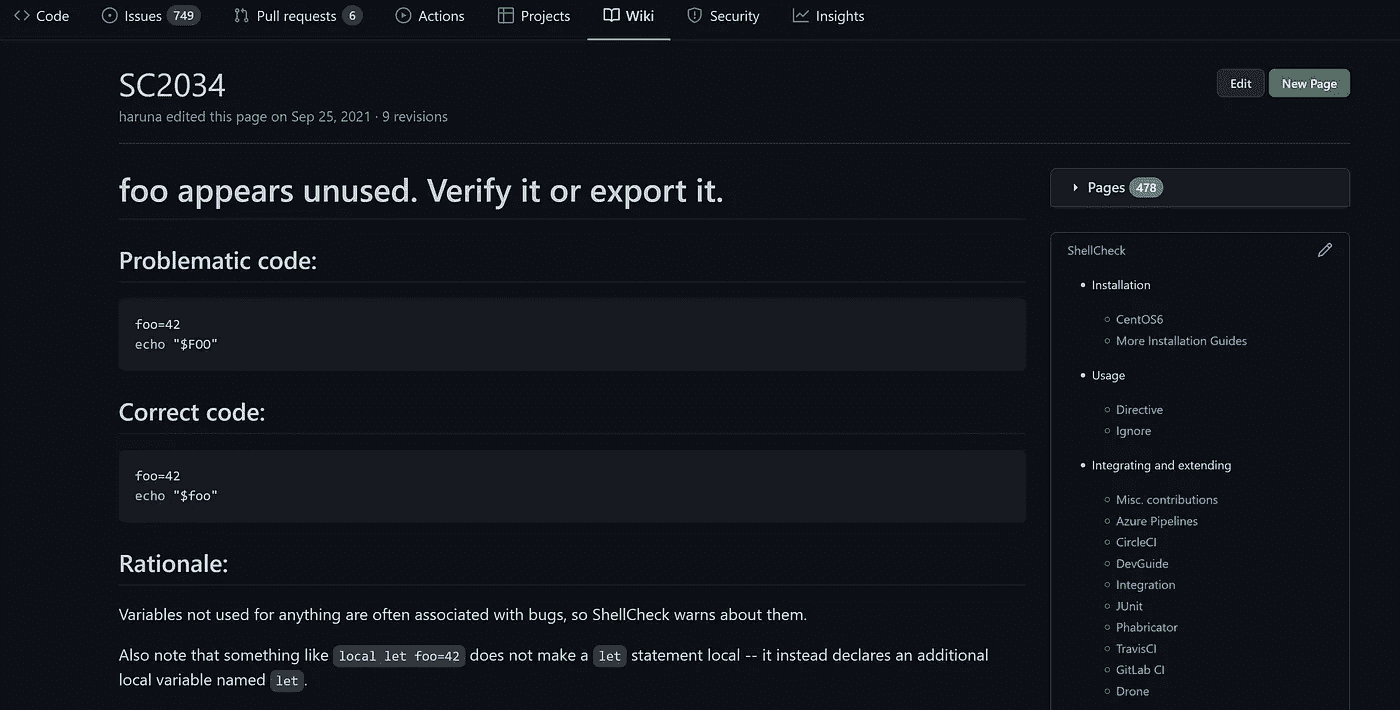 Code Issues 749 Pull requests 6 Actions Projects Wiki Security Insights
SC2034
Edit New Page
haruna edited this page on Sep 25, 2021 · 9 revisions
foo appears unused. Verify it or export it.
Problematic code:
foo=42
echo "$FOO"
Correct code:
foo=42
echo "$foo"
Rationale:
Variables not used for anything are often associated with bugs, so ShellCheck warns about them.
Also note that something like local let foo=42 does not make a let statement local -- it instead declares an additional
local variable named let.
Pages 478
ShellCheck
Installation
CentOS6
More Installation Guides
Usage
Directive
Ignore
Integrating and extending
Misc. contributions
Azure Pipelines
CircleCI
DevGuide
Integration
JUnit
Phabricator
TravisCI
GitLab CI
Drone